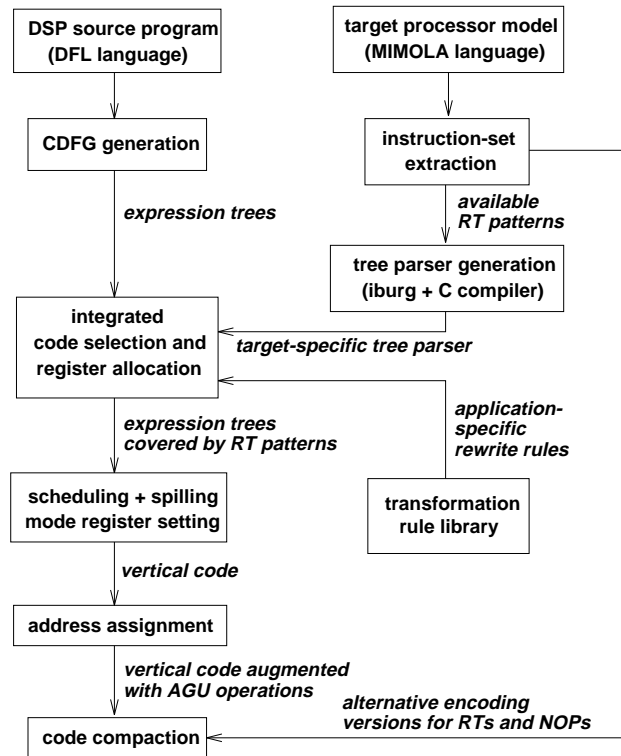 DSP source program
(DFL language)
target processor model
(MIMOLA language)
CDFG generation
instruction-set
extraction
expression trees
available
RT patterns
tree parser generation
(iburg + C compiler)
integrated
code selection and
register allocation
target-specific tree parser
expression trees
covered by RT patterns
application-
specific
rewrite rules
scheduling + spilling
mode register setting
transformation
rule library
vertical code
address assignment
vertical code augmented
with AGU operations
alternative encoding
versions for RTs and NOPs
code compaction